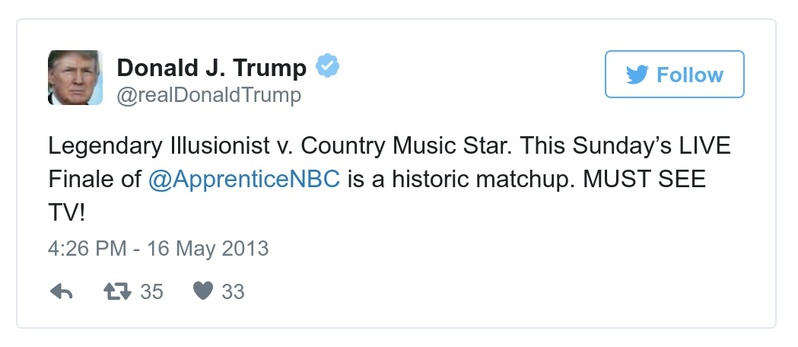 Donald J. Trump
@realDonaldTrump
Follow
Legendary Illusionist v. Country Music Star. This Sunday’s LIVE
Finale of @ApprenticeNBC is a historic matchup. MUST SEE
TV!
4:26 PM - 16 May 2013
35 33